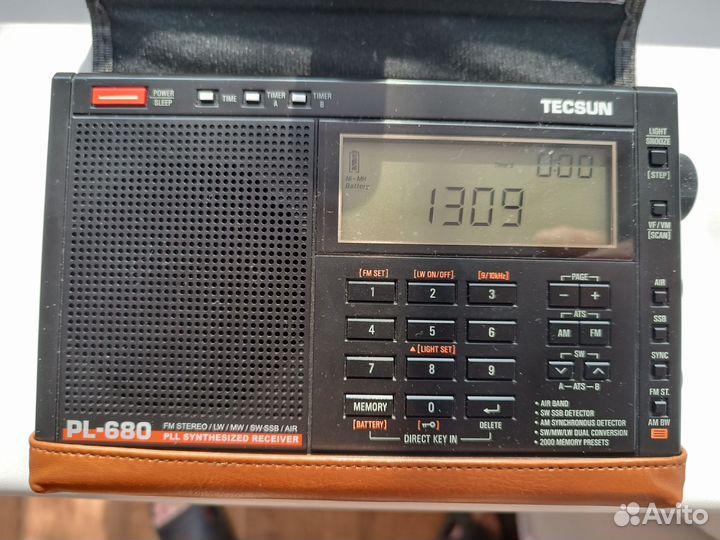 POWER
SLEEP
TIME
TIMER
A
TIMER
B
TECSUN
LIGHT
SNOOZE
[STEP]
Ni-MH
Battery
0:00
1309
VF/VM
[SCAN]
[FM SET]
[LW ON/OFF]
[9/10kHz]
PAGE
1
2
3
-
+
AIR
ATS
4
5
6
AM
FM
SSB
▲[LIGHT SET]
SW
7
8
9
SYNC
A—ATS—B
FM ST.
MEMORY
0
[BATTERY]
DELETE
DIRECT KEY IN
• AIR BAND
• SW SSB DETECTOR
• AM SYNCHRONOUS DETECTOR
• SW/MW/LW DUAL CONVERSION
• 2000 MEMORY PRESETS
AM BW
PL-680
FM STEREO / LW / MW / SW-SSB / AIR
PLL SYNTHESIZED RECEIVER
Avito